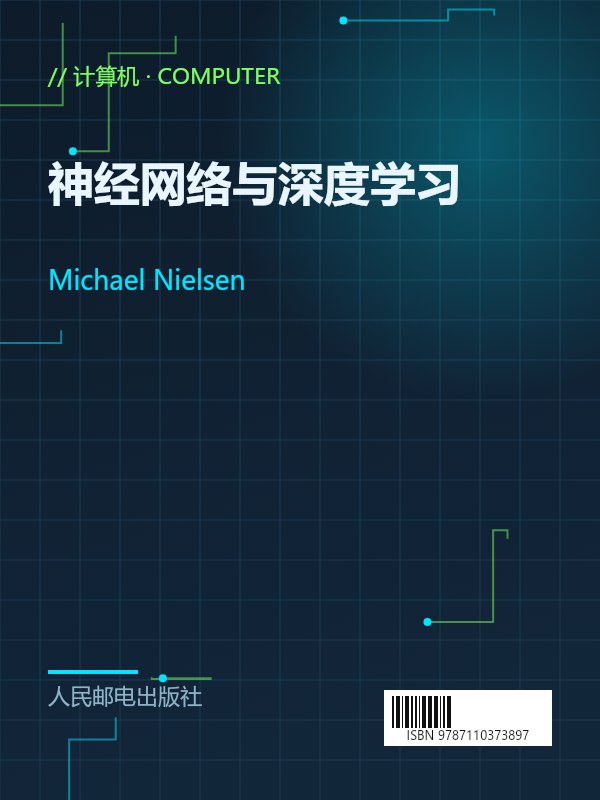 // 计算机 · COMPUTER
神经网络与深度学习
Michael Nielsen
人民邮电出版社
ISBN 9787110373897